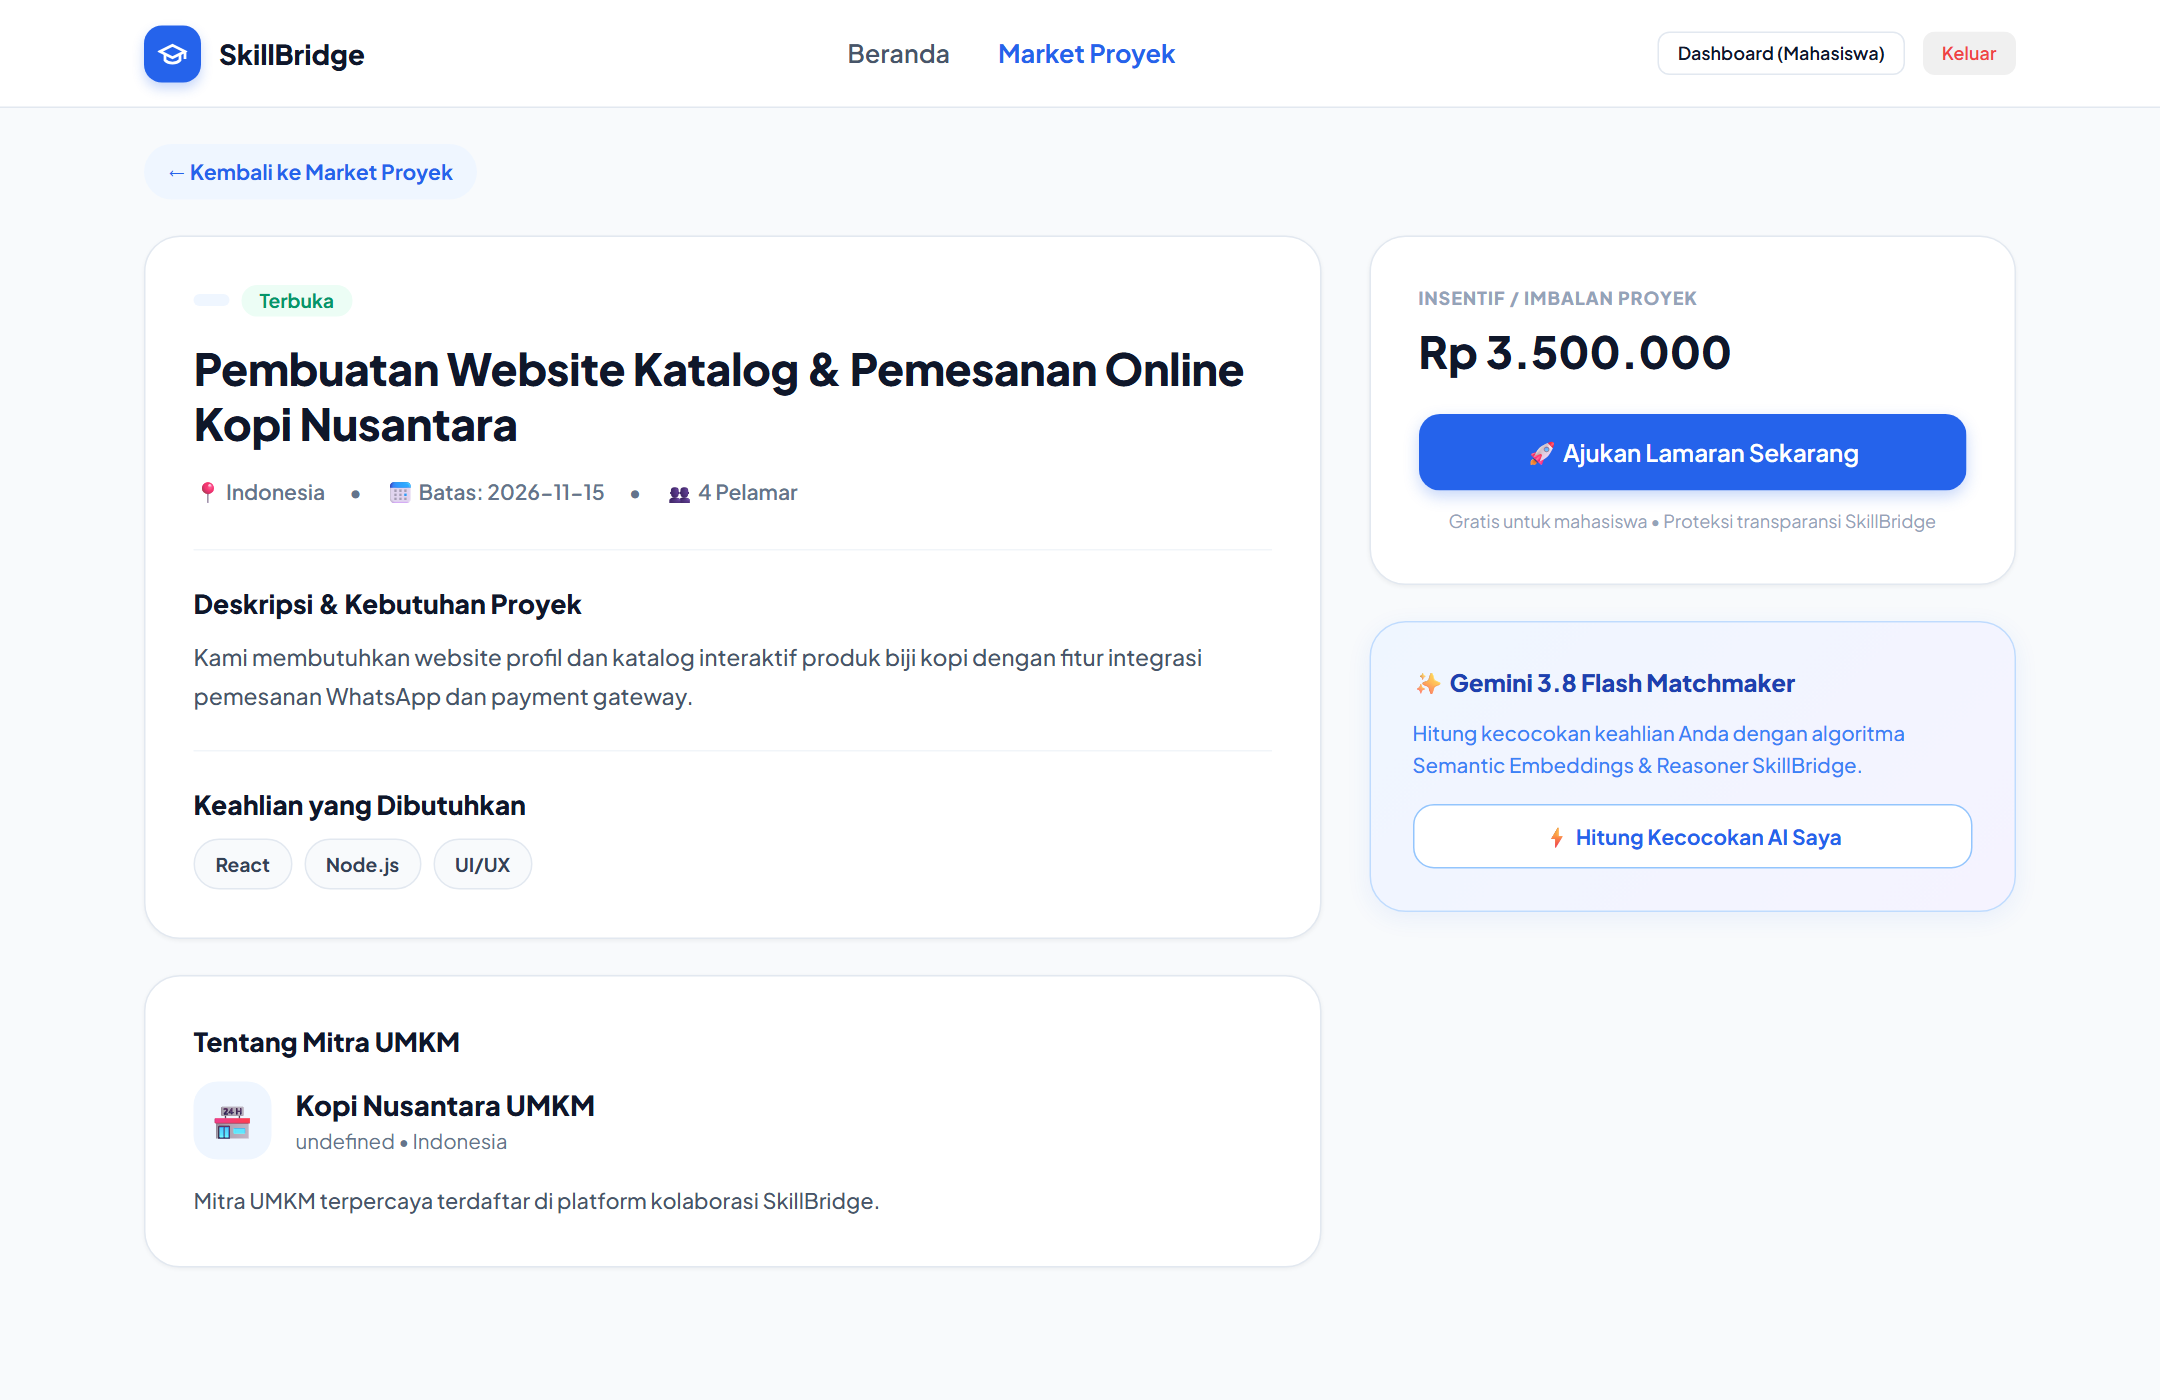 SkillBridge
Beranda
Market Proyek
Dashboard (Mahasiswa)
Keluar
← Kembali ke Market Proyek
Terbuka
Pembuatan Website Katalog & Pemesanan Online
Kopi Nusantara
📍 Indonesia • 📅 Batas: 2026-11-15 • 👥 4 Pelamar
Deskripsi & Kebutuhan Proyek
Kami membutuhkan website profil dan katalog interaktif produk biji kopi dengan fitur integrasi
pemesanan WhatsApp dan payment gateway.
Keahlian yang Dibutuhkan
React
Node.js
UI/UX
Tentang Mitra UMKM
24 H
Kopi Nusantara UMKM
undefined • Indonesia
Mitra UMKM terpercaya terdaftar di platform kolaborasi SkillBridge.
INSENTIF / IMBALAN PROYEK
Rp 3.500.000
🚀 Ajukan Lamaran Sekarang
Gratis untuk mahasiswa • Proteksi transparansi SkillBridge
✨ Gemini 3.8 Flash Matchmaker
Hitung kecocokan keahlian Anda dengan algoritma
Semantic Embeddings & Reasoner SkillBridge.
⚡ Hitung Kecocokan AI Saya